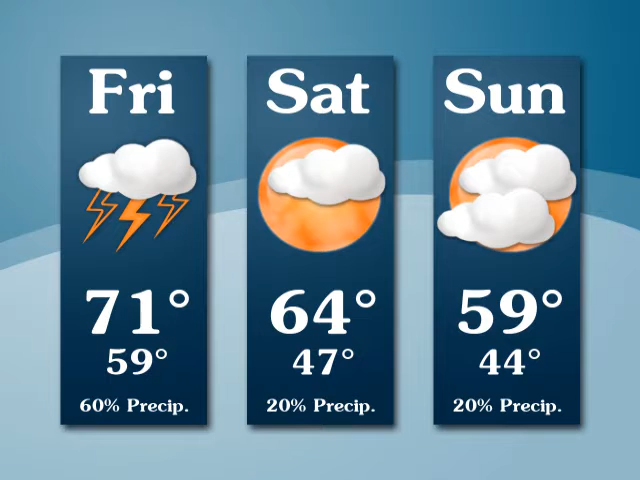 Fri
71°
59°
60% Precip.
Sat
64°
47°
20% Precip.
Sun
59°
44°
20% Precip.